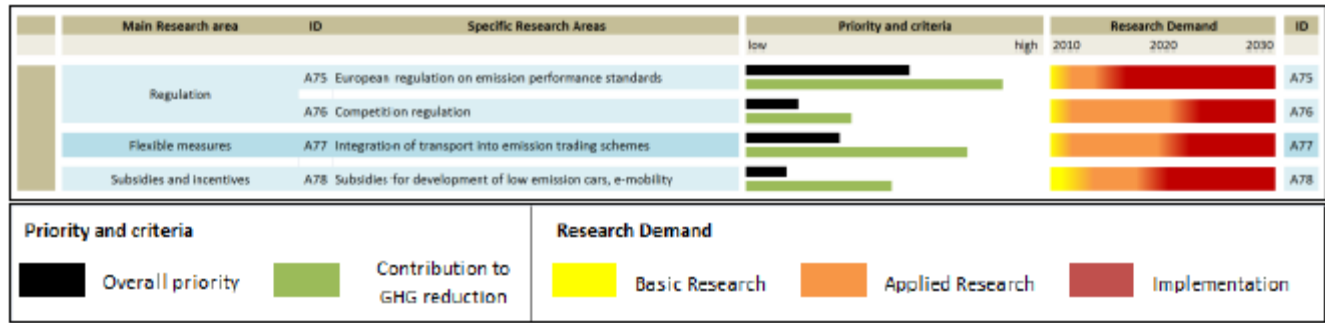 Main Research area ID Specific Research Areas Priority and criteria Research Demand ID
low high 2010 2020 2030
A75 European regulation on emission performance standards A75
Regulation
A76 Competition regulation A76
Flexible measures A77 Integration of transport into emission trading schemes A77
Subsidies and incentives A78 Subsidies for development of low emission cars, e-mobility A78
Priority and criteria Research Demand
Overall priority Contribution to GHG reduction Basic Research Applied Research Implementation